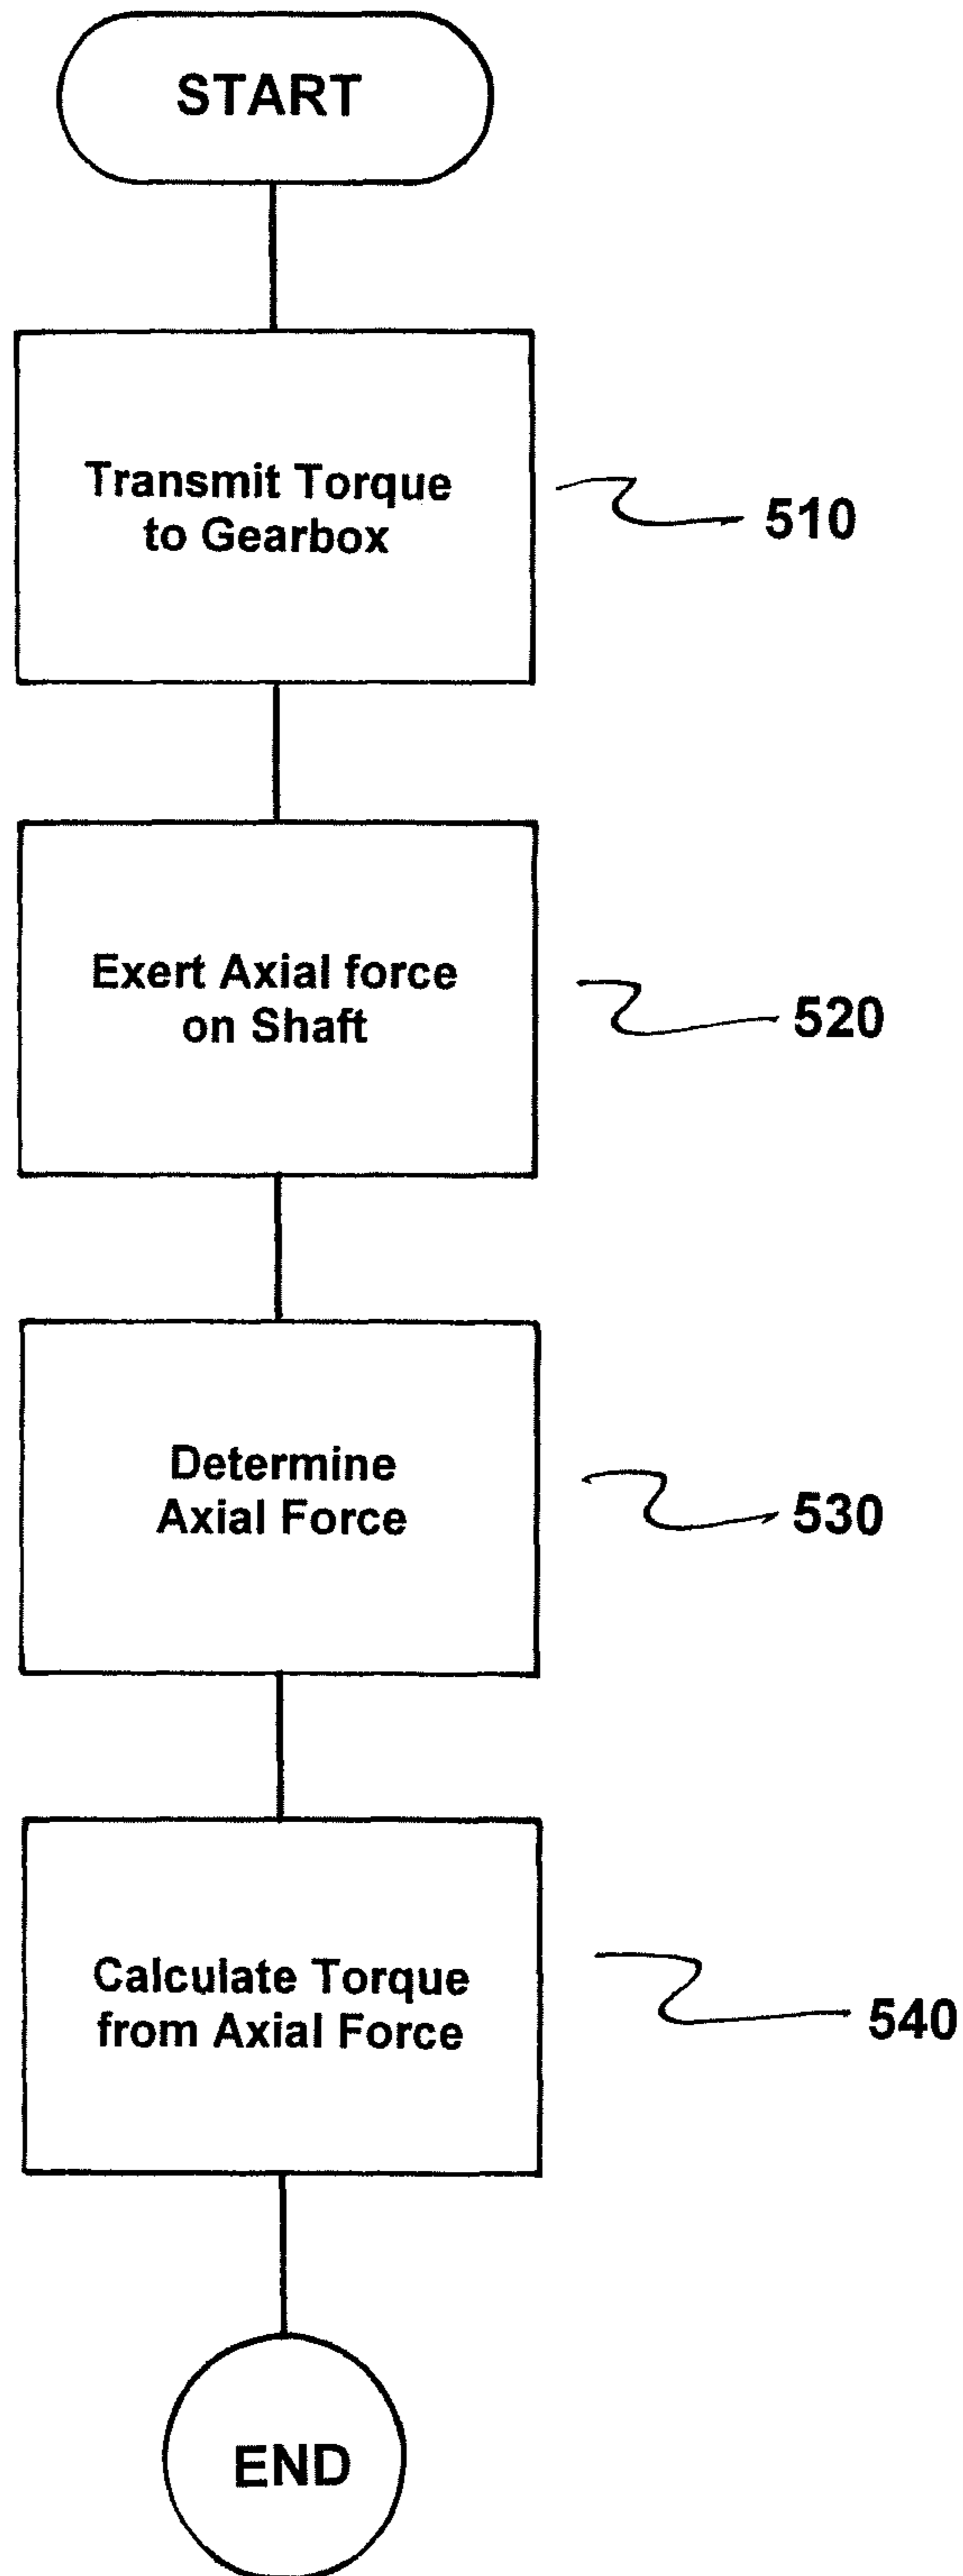 START
Transmit Torque
to Gearbox
510
Exert Axial force
on Shaft
520
Determine
Axial Force
530
Calculate Torque
from Axial Force
540
END